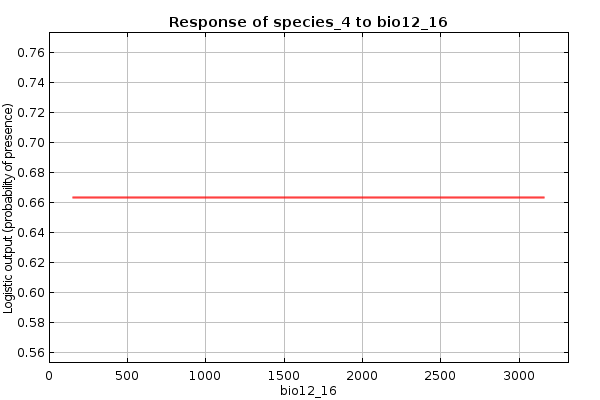 Response of species_4 to bio12_16
Logistic output (probability of presence)
0.76
0.74
0.72
0.70
0.68
0.66
0.64
0.62
0.60
0.58
0.56
0 500 1000 1500 2000 2500 3000
bio12_16